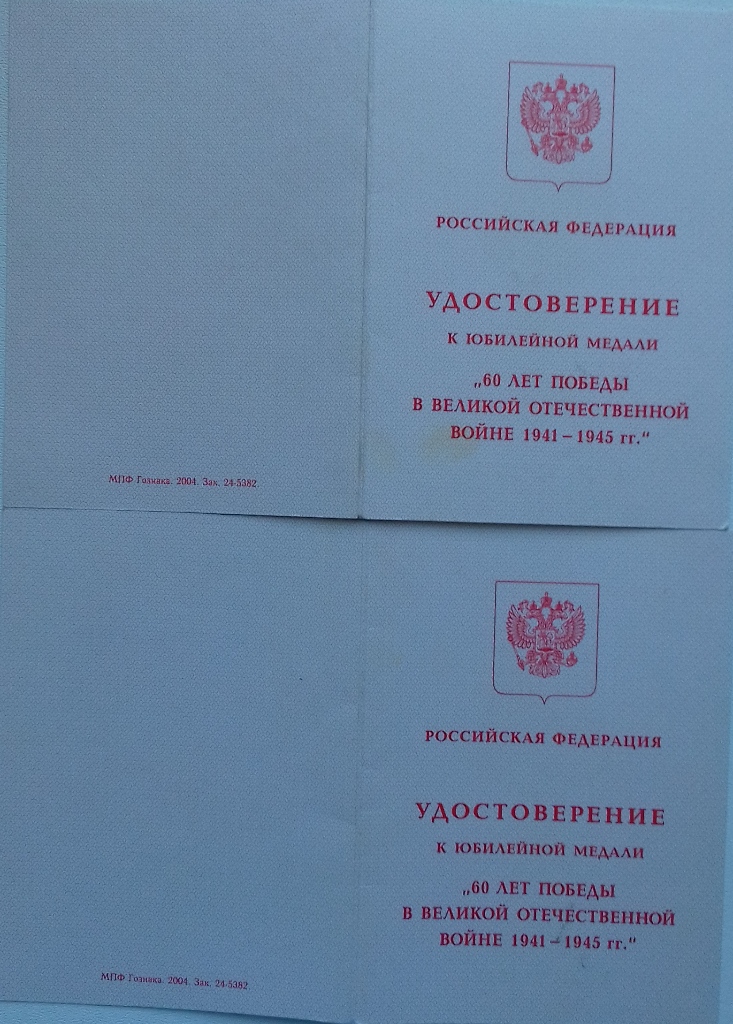 РОССИЙСКАЯ ФЕДЕРАЦИЯ
УДОСТОВЕРЕНИЕ
К ЮБИЛЕЙНОЙ МЕДАЛИ
„60 ЛЕТ ПОБЕДЫ
В ВЕЛИКОЙ ОТЕЧЕСТВЕННОЙ
ВОЙНЕ 1941 – 1945 гг."
МПФ Гознака. 2004. Зак. 24-5382.
РОССИЙСКАЯ ФЕДЕРАЦИЯ
УДОСТОВЕРЕНИЕ
К ЮБИЛЕЙНОЙ МЕДАЛИ
„60 ЛЕТ ПОБЕДЫ
В ВЕЛИКОЙ ОТЕЧЕСТВЕННОЙ
ВОЙНЕ 1941 – 1945 гг."
МПФ Гознака. 2004. Зак. 24-5382.